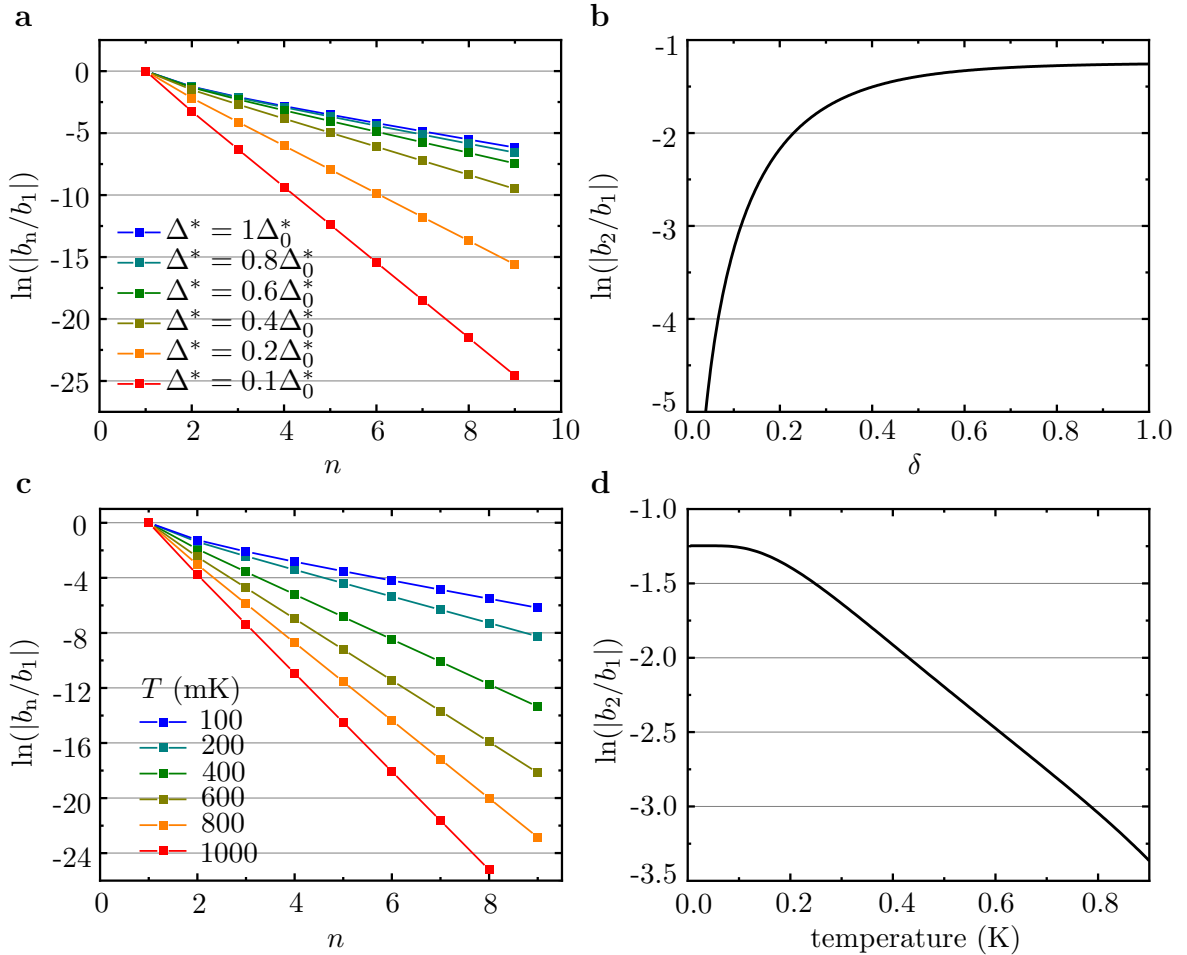 a
0
-5
-10
-15
-20
-25
ln(|b_n/b_1|)
Δ* = 1Δ*_0
Δ* = 0.8Δ*_0
Δ* = 0.6Δ*_0
Δ* = 0.4Δ*_0
Δ* = 0.2Δ*_0
Δ* = 0.1Δ*_0
0 2 4 6 8 10
n
b
-1
-2
-3
-4
-5
ln(|b_2/b_1|)
0.0 0.2 0.4 0.6 0.8 1.0
δ
c
0
-4
-8
-12
-16
-20
-24
ln(|b_n/b_1|)
T (mK)
100
200
400
600
800
1000
0 2 4 6 8
n
d
-1.0
-1.5
-2.0
-2.5
-3.0
-3.5
ln(|b_2/b_1|)
0.0 0.2 0.4 0.6 0.8
temperature (K)